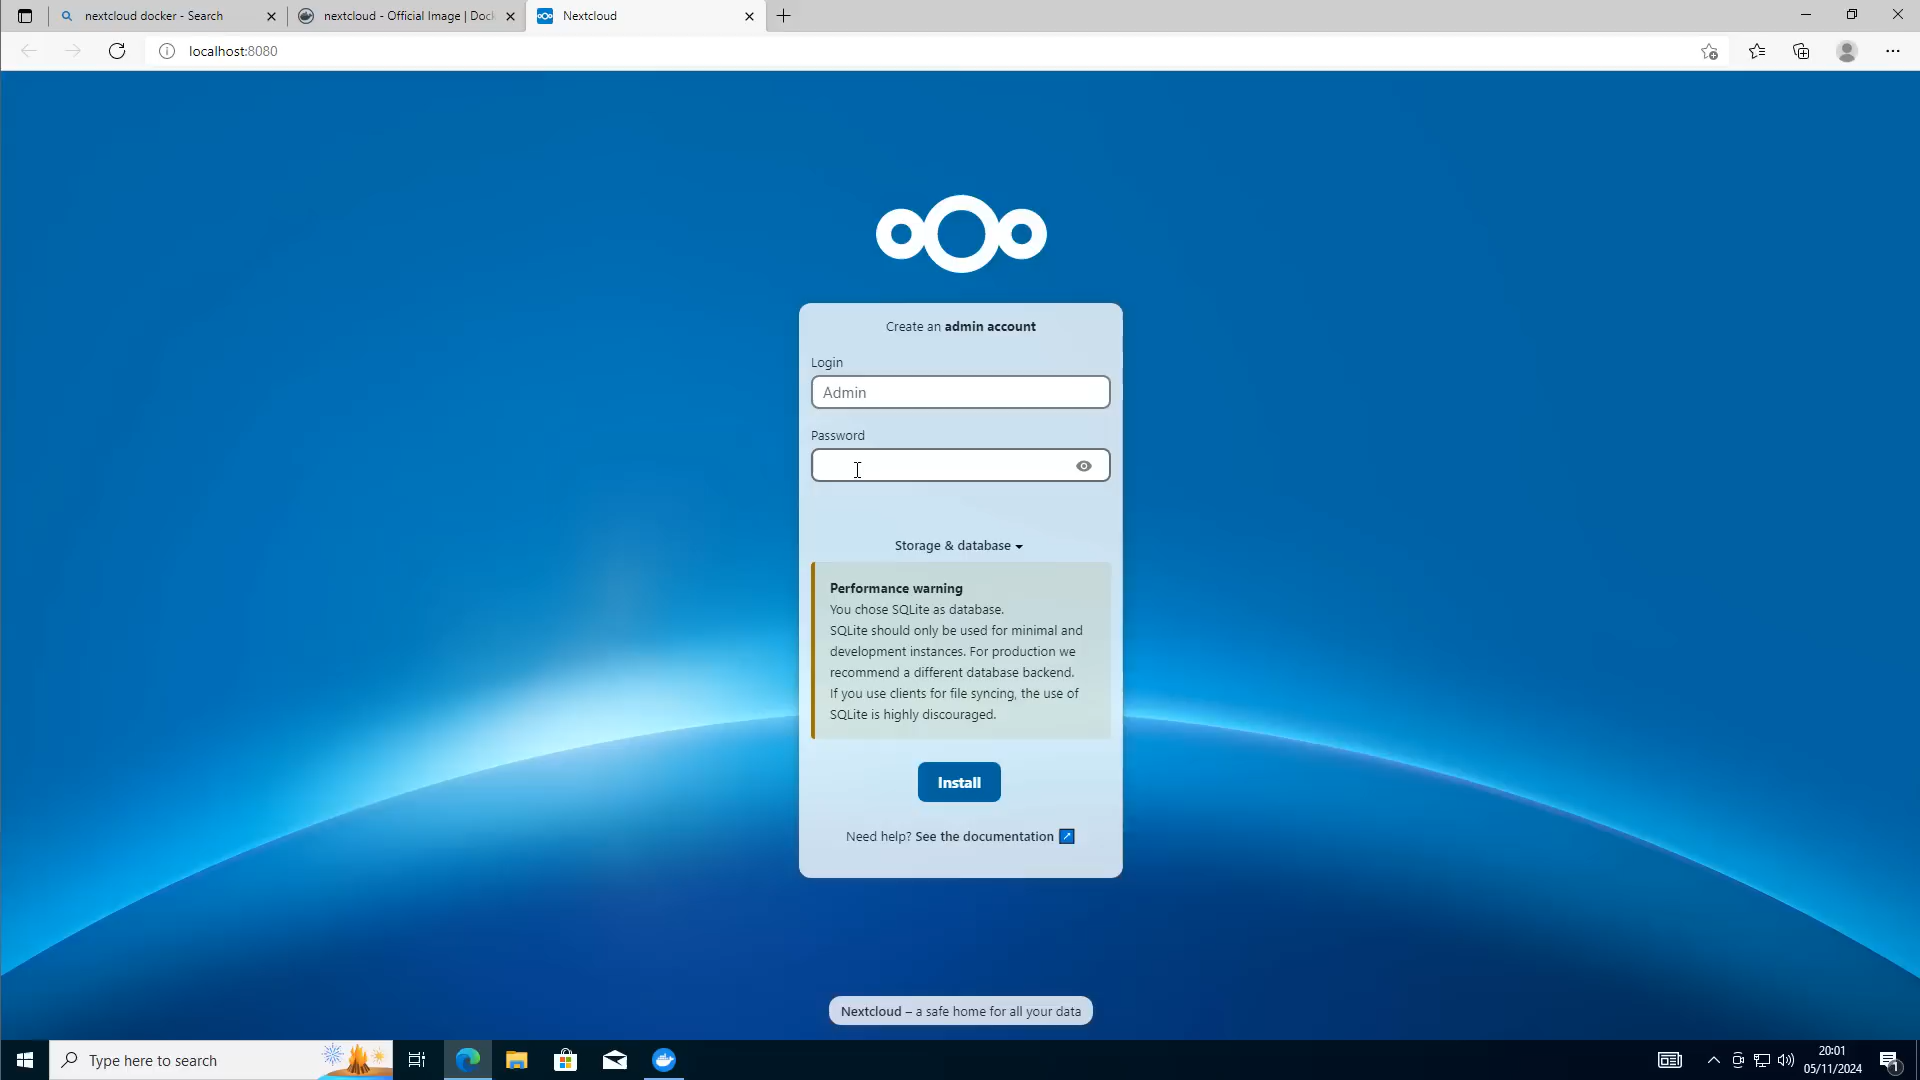 nextcloud docker - Search
nextcloud - Official Image | Doc
Nextcloud
localhost:8080
Create an admin account
Login
Admin
Password
Storage & database
Performance warning
You chose SQLite as database.
SQLite should only be used for minimal and
development instances. For production we
recommend a different database backend.
If you use clients for file syncing, the use of
SQLite is highly discouraged.
Install
Need help? See the documentation
Nextcloud – a safe home for all your data
Type here to search
20:01
05/11/2024
1